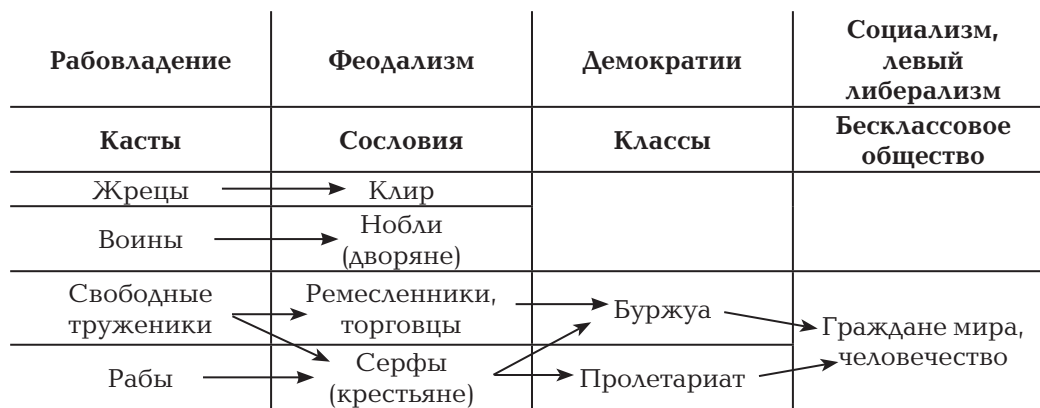 Рабовладение
Феодализм
Демократии
Социализм,
левый
либерализм
Касты
Сословия
Классы
Бесклассовое
общество
Жрецы
Клир
Воины
Нобли
(дворяне)
Свободные
труженики
Ремесленники,
торговцы
Буржуа
Граждане мира,
человечество
Рабы
Серфы
(крестьяне)
Пролетариат